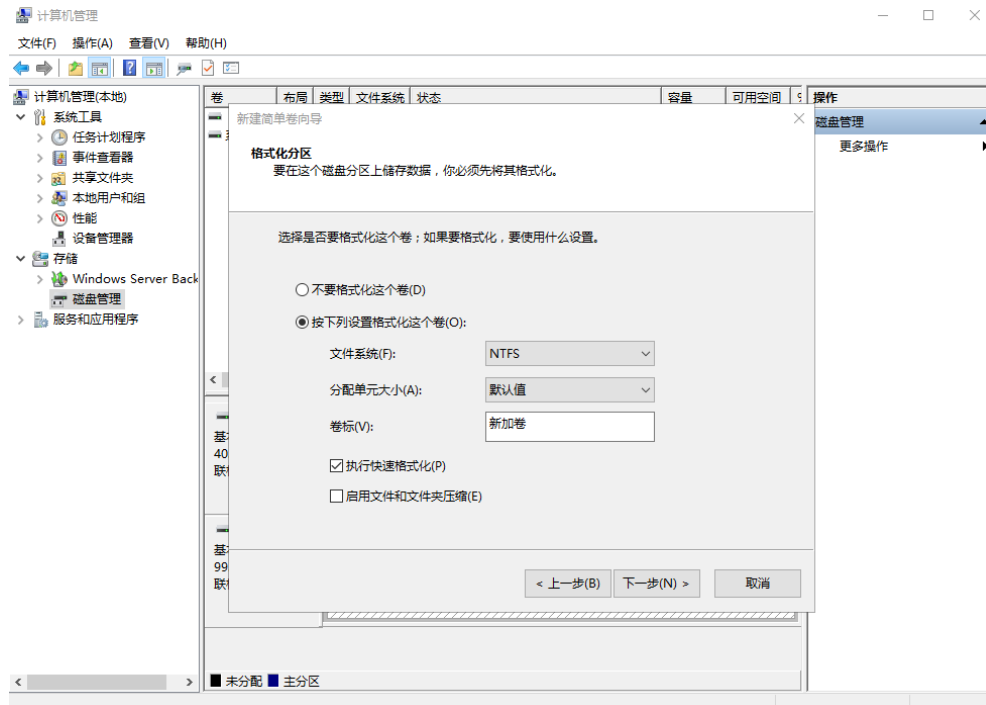 计算机管理
文件(F) 操作(A) 查看(V) 帮助(H)
计算机管理(本地)
系统工具
任务计划程序
事件查看器
共享文件夹
本地用户和组
性能
设备管理器
存储
Windows Server Back
磁盘管理
服务和应用程序
卷 布局 类型 文件系统 状态 容量 可用空间
基
40
联
基
99
联
新建简单卷向导
格式化分区
要在这个磁盘分区上储存数据，你必须先将其格式化。
选择是否要格式化这个卷；如果要格式化，要使用什么设置。
不要格式化这个卷(D)
按下列设置格式化这个卷(O):
文件系统(F): NTFS
分配单元大小(A): 默认值
卷标(V): 新加卷
执行快速格式化(P)
启用文件和文件夹压缩(E)
< 上一步(B) 下一步(N) > 取消
未分配 主分区
操作
磁盘管理
更多操作